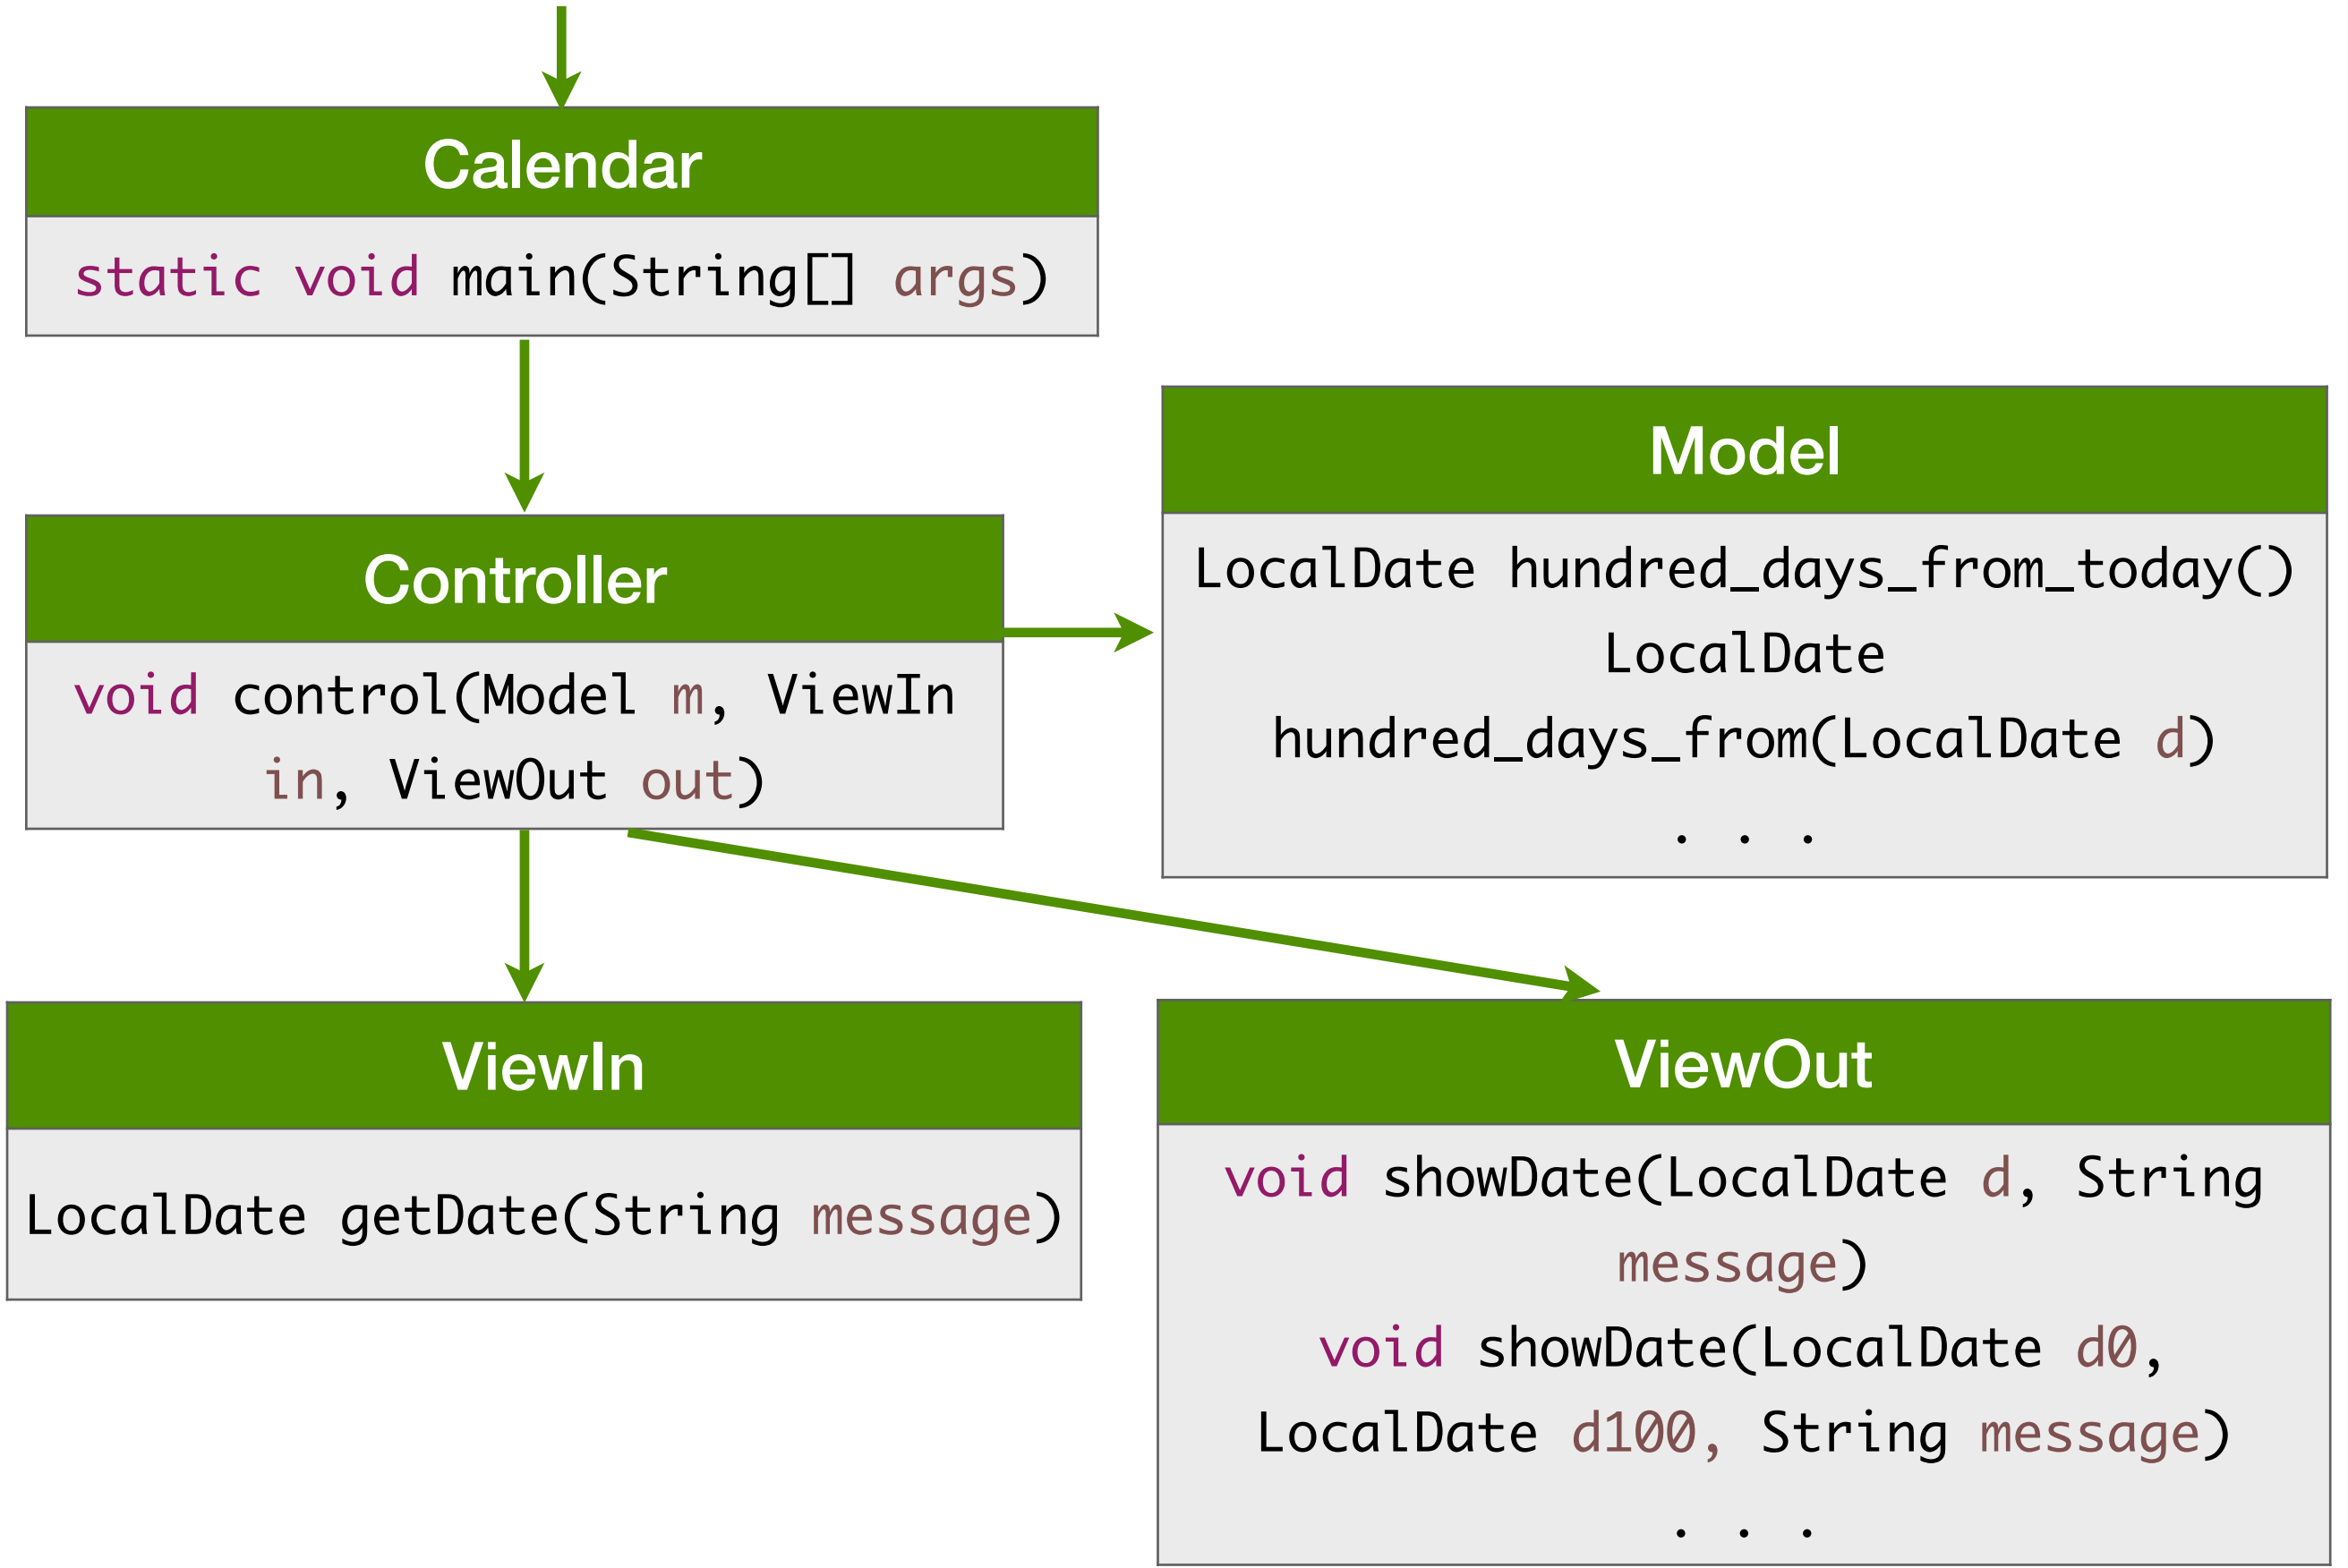 Calendar
static void main(String[] args)
Controller
void control(Model m, ViewIn
in, ViewOut out)
Model
LocalDate hundred_days_from_today()
LocalDate
hundred_days_from(LocalDate d)
. . .
ViewIn
LocalDate getDate(String message)
ViewOut
void showDate(LocalDate d, String
message)
void showDate(LocalDate d0,
LocalDate d100, String message)
. . .